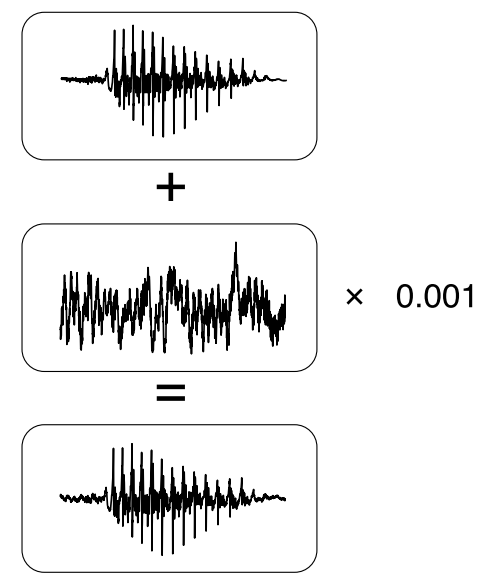 +
× 0.001
=